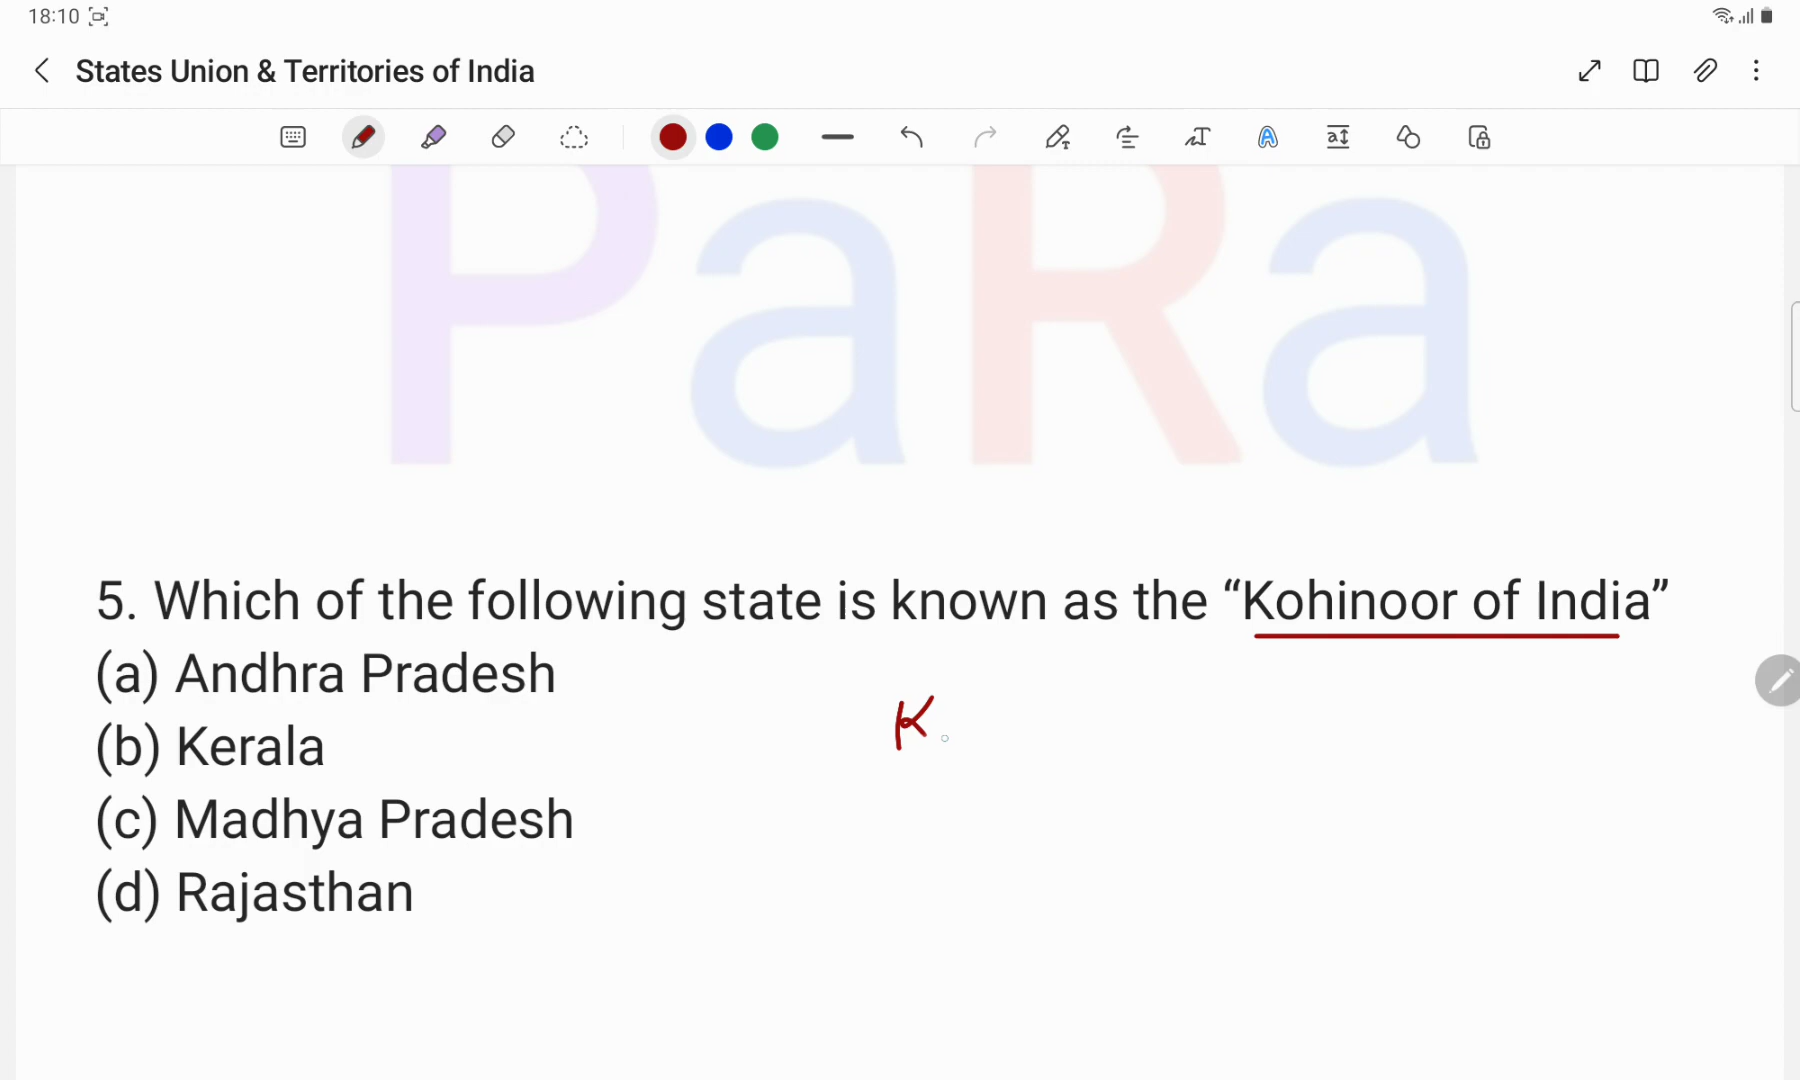 18:10
States Union & Territories of India
PaRa
5. Which of the following state is known as the “Kohinoor of India”
(a) Andhra Pradesh
K
(b) Kerala
(c) Madhya Pradesh
(d) Rajasthan